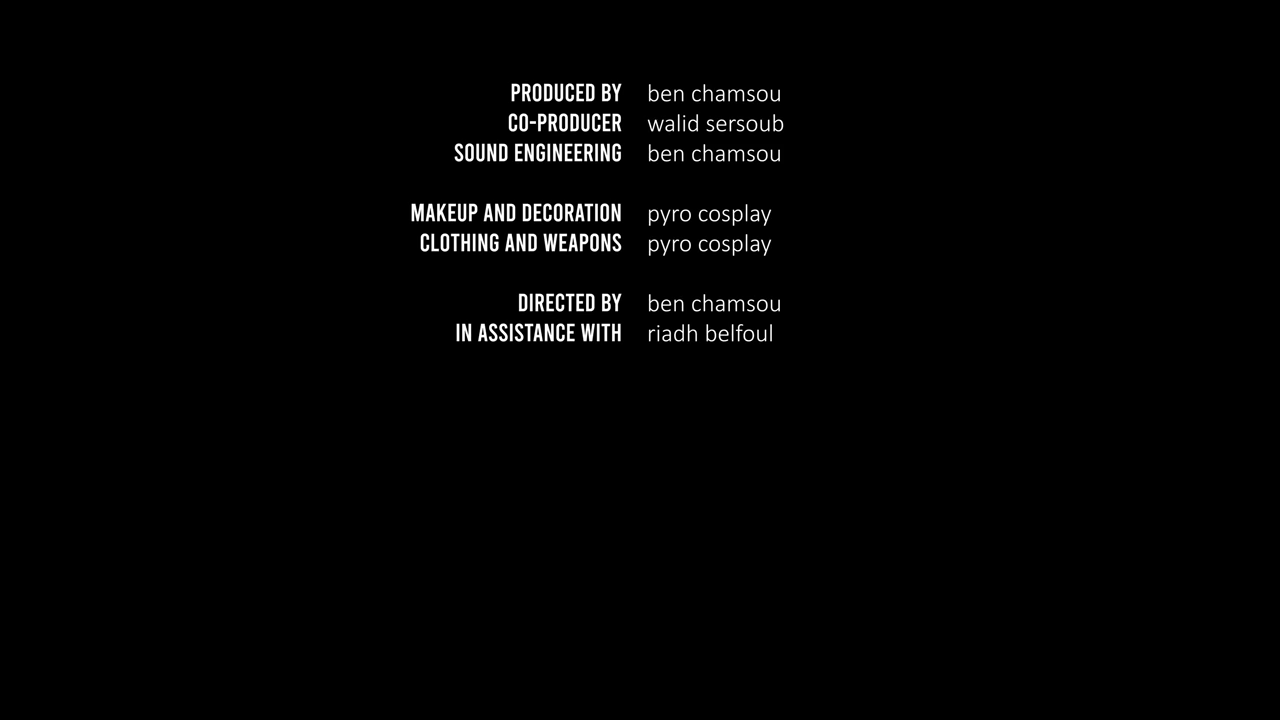 PRODUCED BY ben chamsou
CO-PRODUCER walid sersoub
SOUND ENGINEERING ben chamsou
MAKEUP AND DECORATION pyro cosplay
CLOTHING AND WEAPONS pyro cosplay
DIRECTED BY ben chamsou
IN ASSISTANCE WITH riadh belfoul